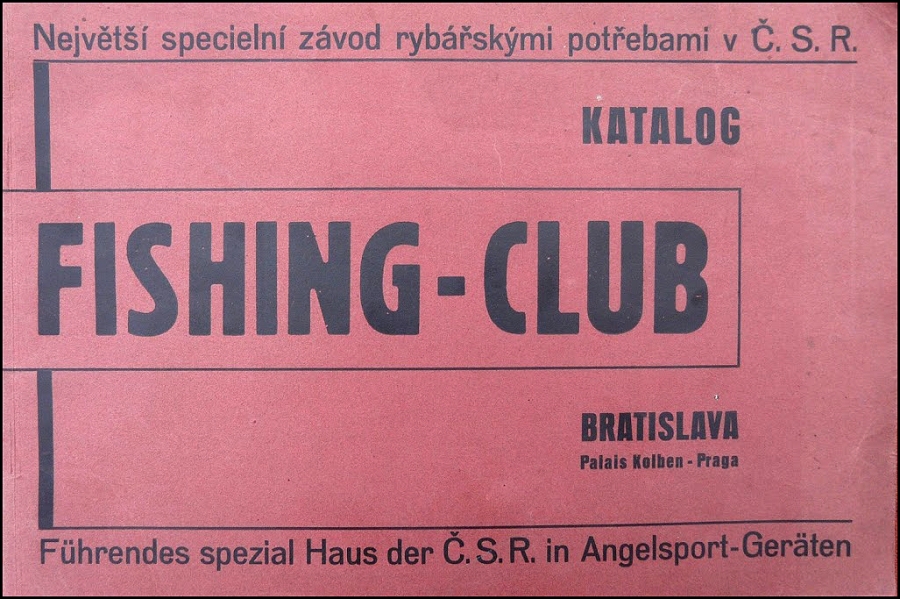 Největší specielní závod rybářskými potřebami v Č. S. R.
KATALOG
FISHING-CLUB
BRATISLAVA
Palais Kolben - Praga
Führendes spezial Haus der Č. S. R. in Angelsport-Geräten